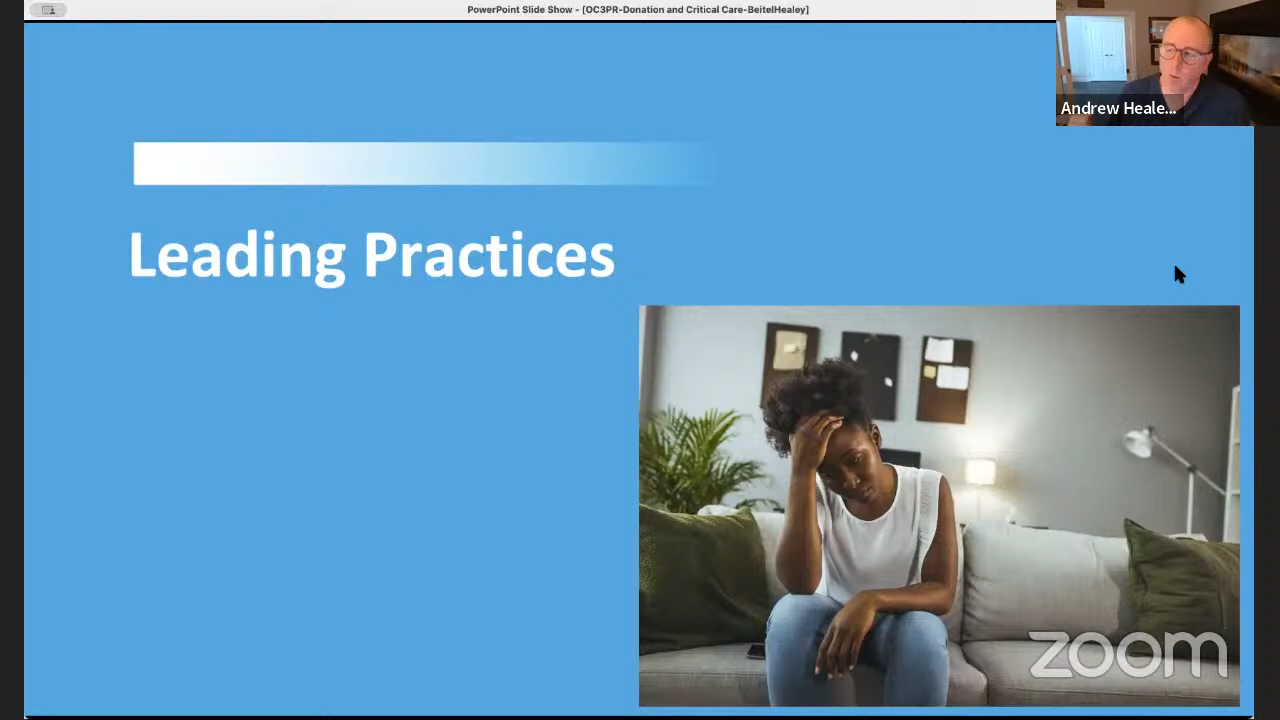 PowerPoint Slide Show - [OC3PR-Donation and Critical Care-BeitelHealey]
Andrew Heale...
Leading Practices
zoom